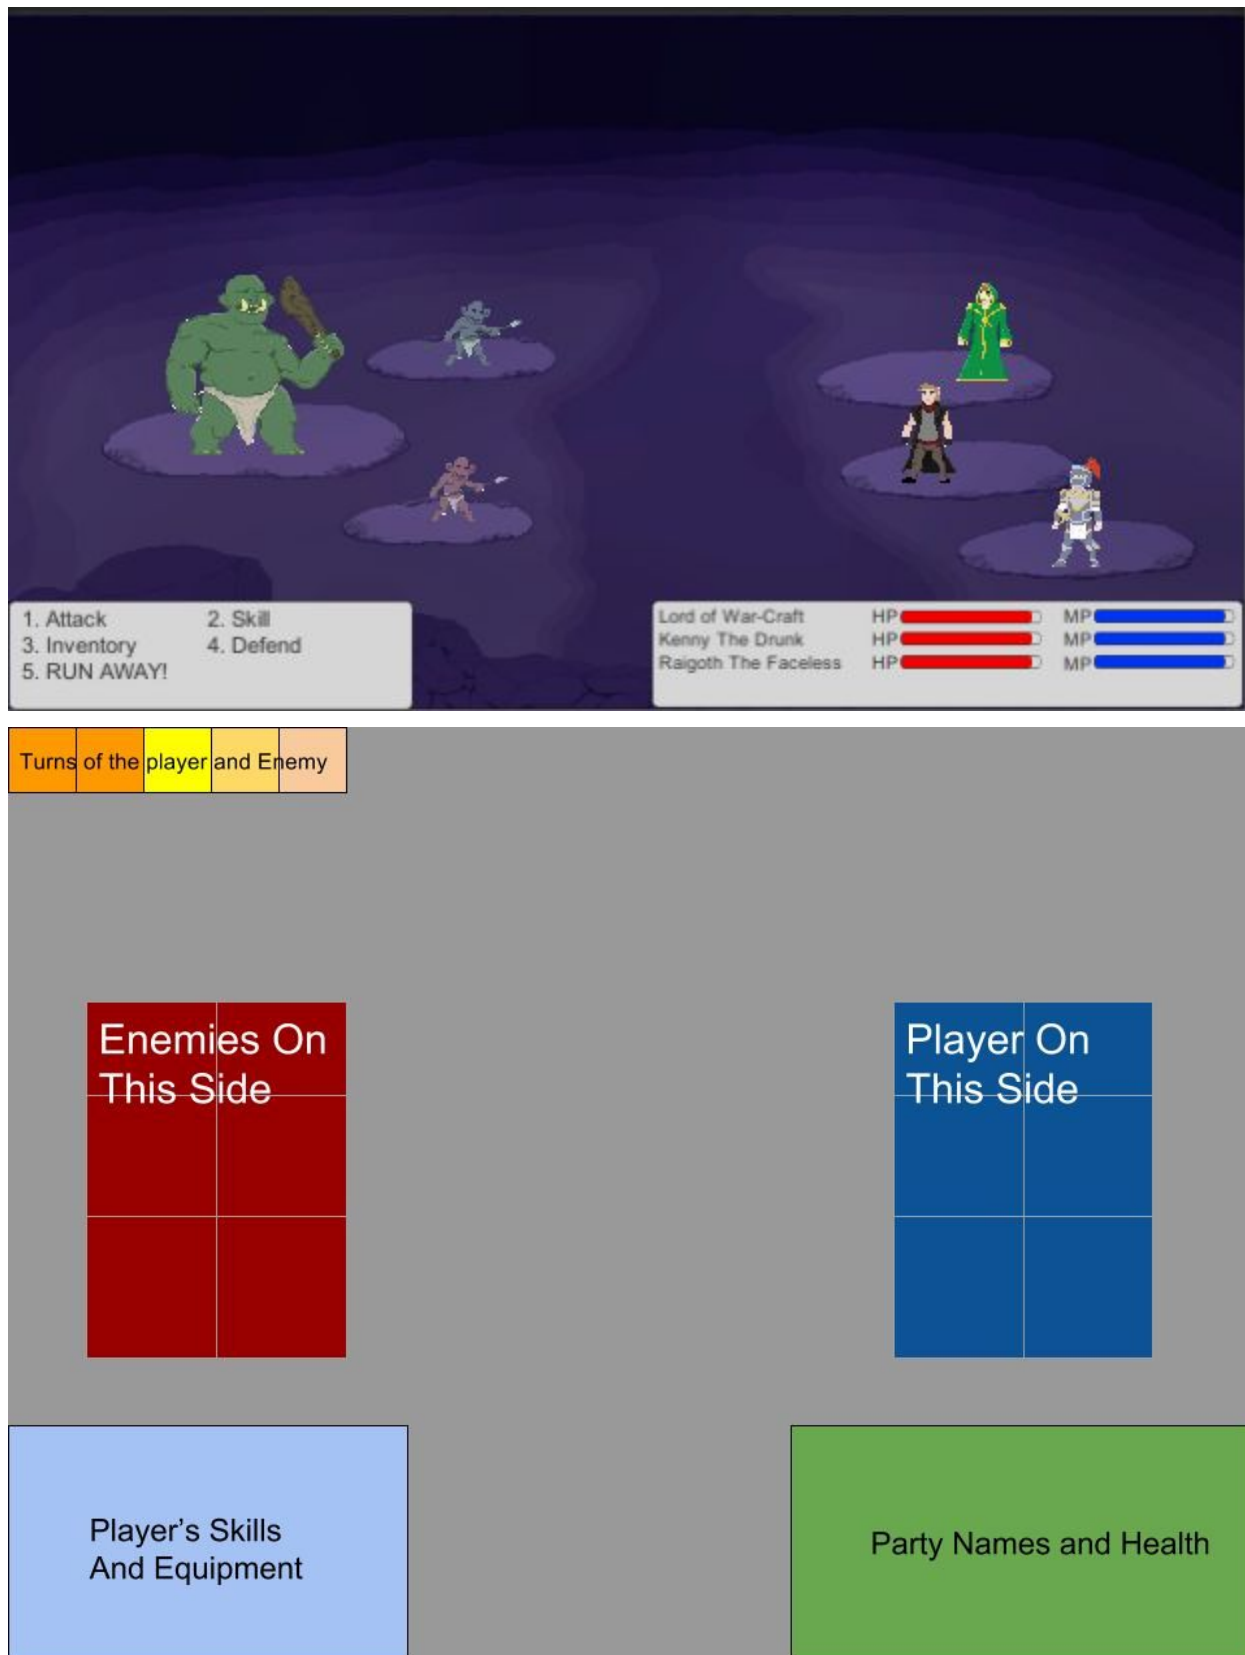 1. Attack 2. Skill
3. Inventory 4. Defend
5. RUN AWAY!
Lord of War-Craft HP MP
Kenny The Drunk HP MP
Raigoth The Faceless HP MP
Turns of the player and Enemy
Enemies On
This Side
Player On
This Side
Player’s Skills
And Equipment
Party Names and Health